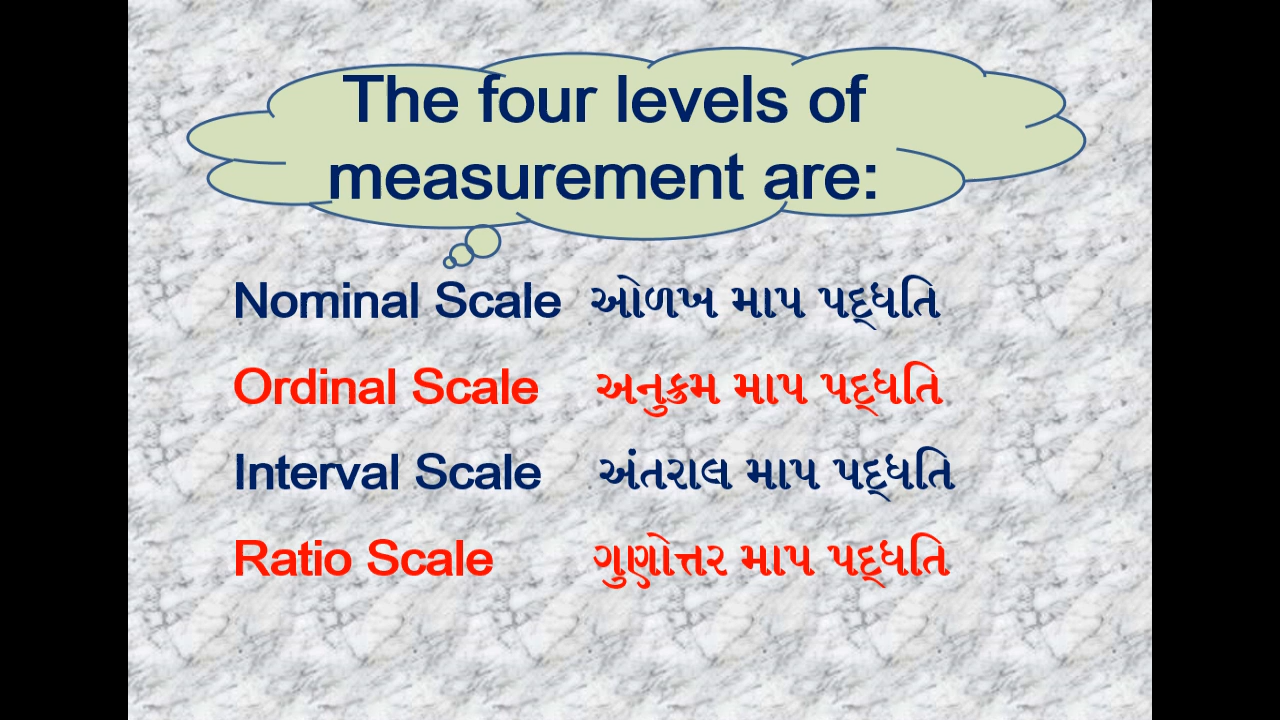 The four levels of
measurement are:
Nominal Scale ઓળખ માપ પદ્ધતિ
Ordinal Scale અનુક્રમ માપ પદ્ધતિ
Interval Scale અંતરાલ માપ પદ્ધતિ
Ratio Scale ગુણોત્તર માપ પદ્ધતિ